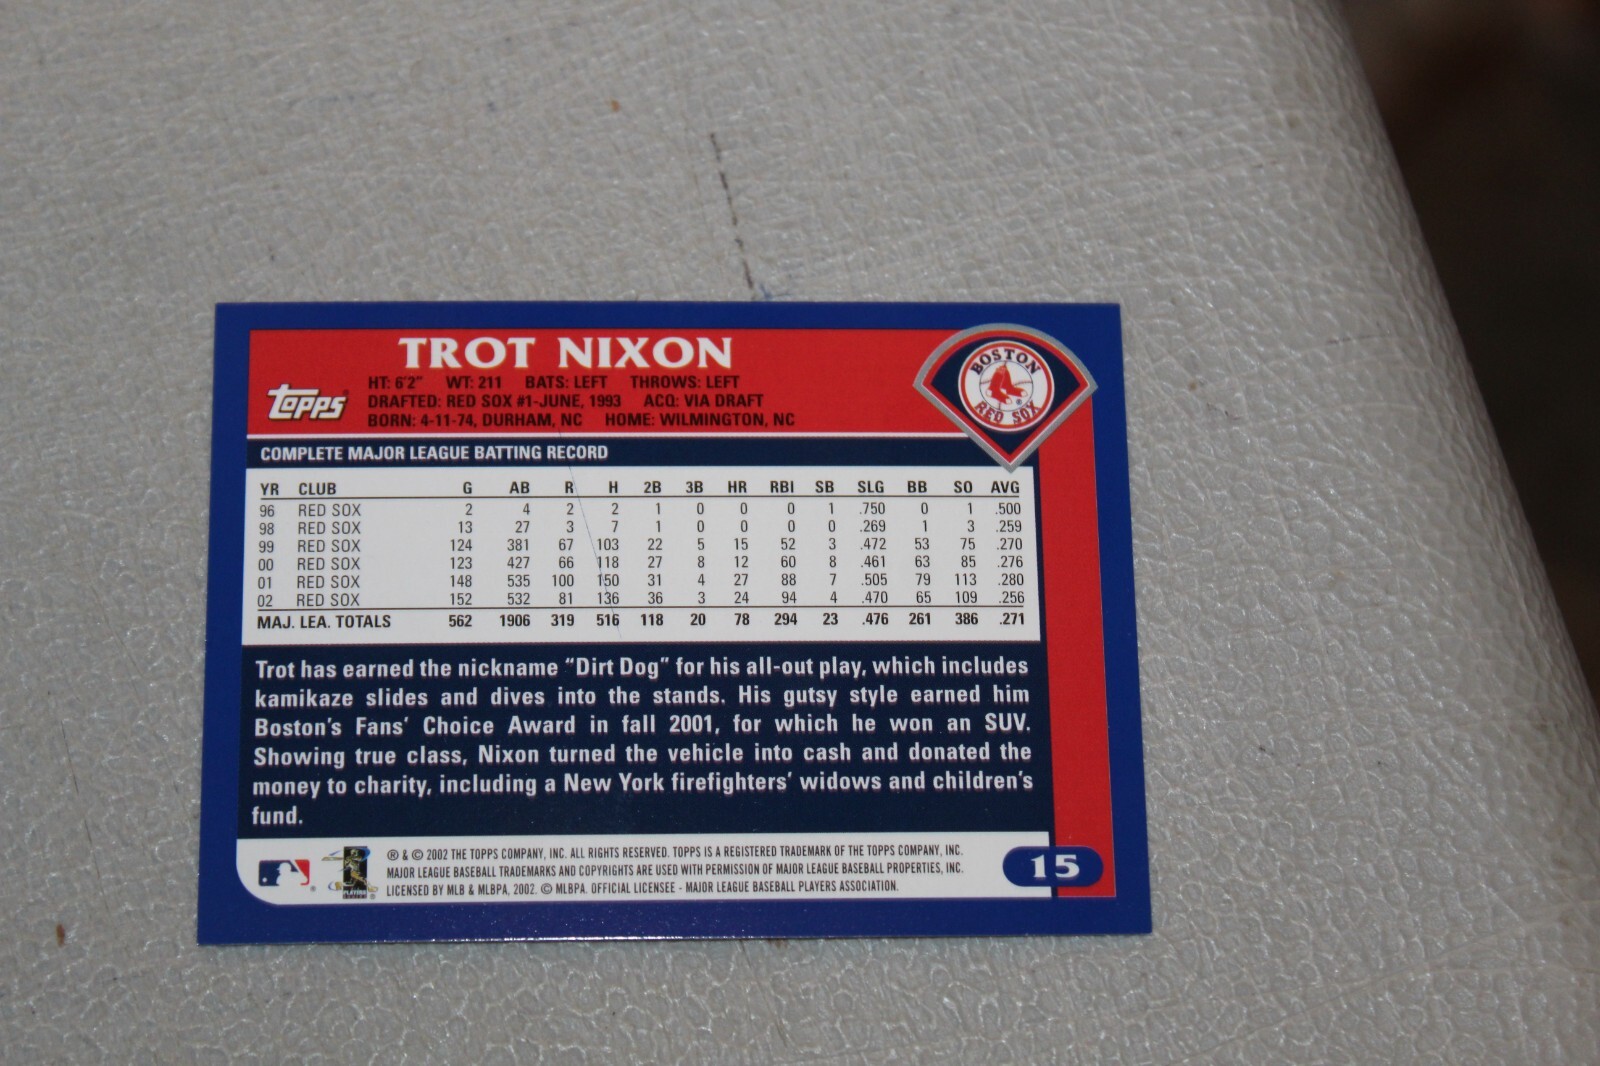 TROT NIXON
Topps
HT: 6'2" WT: 211 BATS: LEFT THROWS: LEFT
DRAFTED: RED SOX #1-JUNE, 1993 ACQ: VIA DRAFT
BORN: 4-11-74, DURHAM, NC HOME: WILMINGTON, NC
BOSTON
RED SOX
COMPLETE MAJOR LEAGUE BATTING RECORD
YR CLUB G AB R H 2B 3B HR RBI SB SLG BB SO AVG
96 RED SOX 2 4 2 2 1 0 0 0 1 .750 0 1 .500
98 RED SOX 13 27 3 7 1 0 0 0 0 .269 1 3 .259
99 RED SOX 124 381 67 103 22 5 15 52 3 .472 53 75 .270
00 RED SOX 123 427 66 118 27 8 12 60 8 .461 63 85 .276
01 RED SOX 148 535 100 150 31 4 27 88 7 .505 79 113 .280
02 RED SOX 152 532 81 136 36 3 24 94 4 .470 65 109 .256
MAJ. LEA. TOTALS 562 1906 319 516 118 20 78 294 23 .476 261 386 .271
Trot has earned the nickname "Dirt Dog" for his all-out play, which includes
kamikaze slides and dives into the stands. His gutsy style earned him
Boston's Fans' Choice Award in fall 2001, for which he won an SUV.
Showing true class, Nixon turned the vehicle into cash and donated the
money to charity, including a New York firefighters' widows and children's
fund.
® & © 2002 THE TOPPS COMPANY, INC. ALL RIGHTS RESERVED. TOPPS IS A REGISTERED TRADEMARK OF THE TOPPS COMPANY, INC.
MAJOR LEAGUE BASEBALL TRADEMARKS AND COPYRIGHTS ARE USED WITH PERMISSION OF MAJOR LEAGUE BASEBALL PROPERTIES, INC.
LICENSED BY MLB & MLBPA, 2002. © MLBPA. OFFICIAL LICENSEE - MAJOR LEAGUE BASEBALL PLAYERS ASSOCIATION.
15